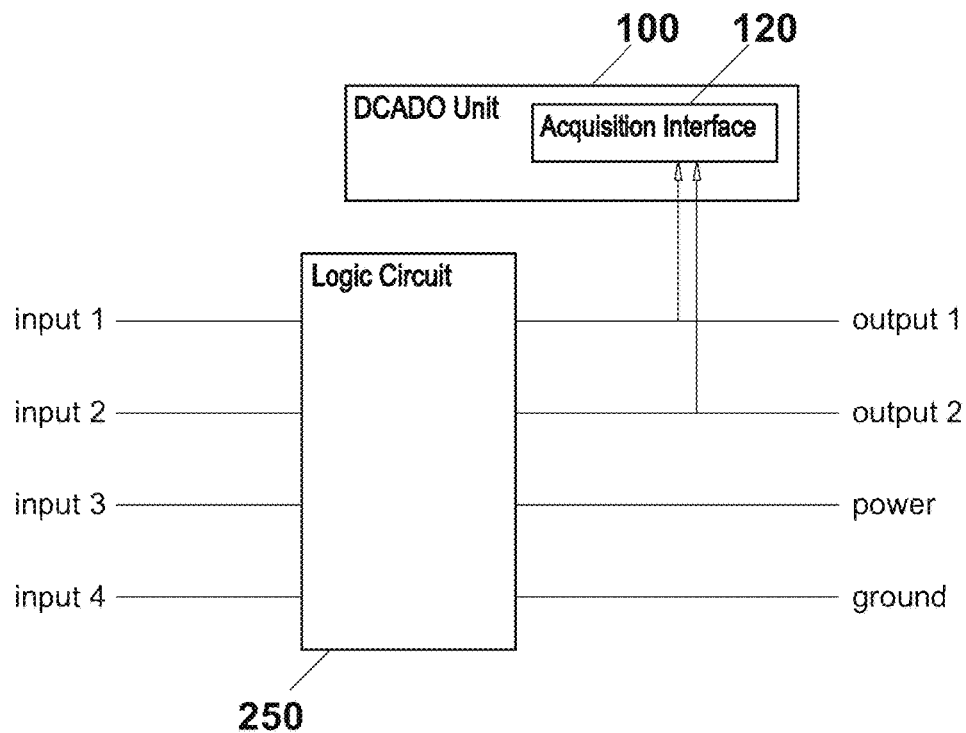 100 120
DCADO Unit
Acquisition Interface
Logic Circuit
input 1 output 1
input 2 output 2
input 3 power
input 4 ground
250